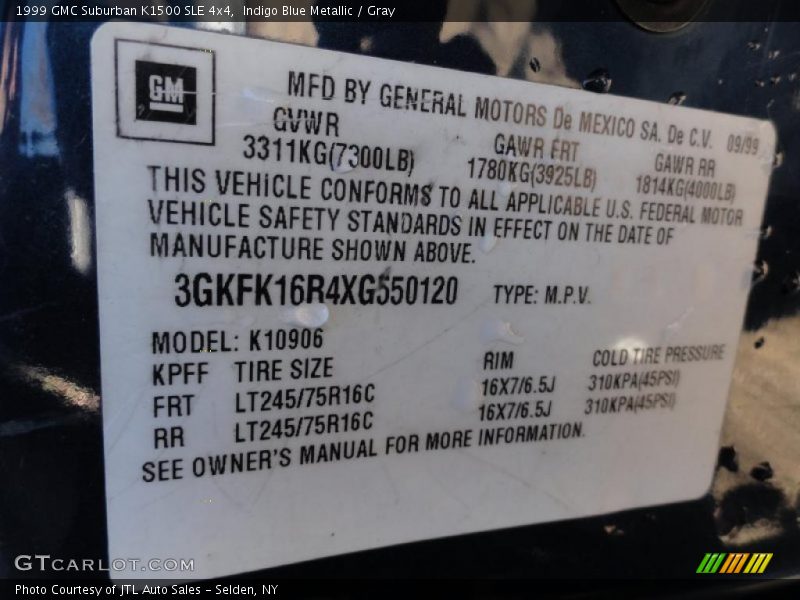 1999 GMC Suburban K1500 SLE 4x4, Indigo Blue Metallic / Gray
GM
MFD BY GENERAL MOTORS De MEXICO SA. De C.V. 09/99
GVWR GAWR FRT GAWR RR
3311KG(7300LB) 1780KG(3925LB) 1814KG(4000LB)
THIS VEHICLE CONFORMS TO ALL APPLICABLE U.S. FEDERAL MOTOR
VEHICLE SAFETY STANDARDS IN EFFECT ON THE DATE OF
MANUFACTURE SHOWN ABOVE.
3GKFK16R4XG550120 TYPE: M.P.V.
MODEL: K10906
KPFF TIRE SIZE RIM COLD TIRE PRESSURE
FRT LT245/75R16C 16X7/6.5J 310KPA(45PSI)
RR LT245/75R16C 16X7/6.5J 310KPA(45PSI)
SEE OWNER'S MANUAL FOR MORE INFORMATION.
GTCARLOT.COM
Photo Courtesy of JTL Auto Sales - Selden, NY